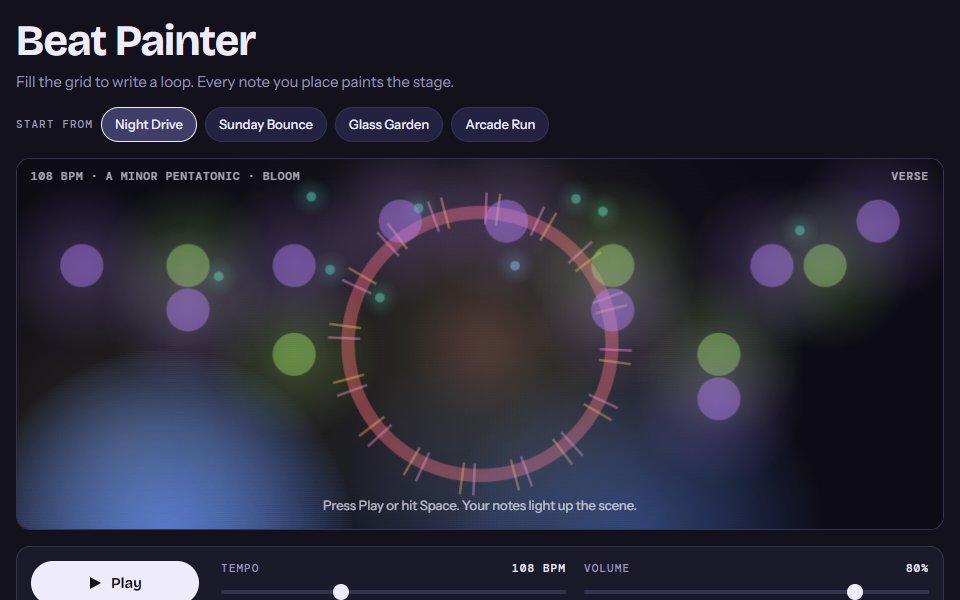 Beat Painter
Fill the grid to write a loop. Every note you place paints the stage.
START FROM Night Drive Sunday Bounce Glass Garden Arcade Run
108 BPM · A MINOR PENTATONIC · BLOOM VERSE
Press Play or hit Space. Your notes light up the scene.
Play TEMPO 108 BPM VOLUME 80%